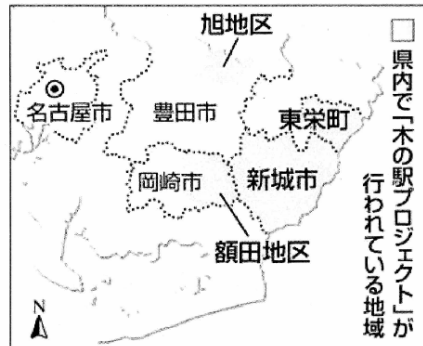 □県内で「木の駅プロジェクト」が
行われている地域
旭地区
名古屋市
豊田市
東栄町
岡崎市
新城市
額田地区
N